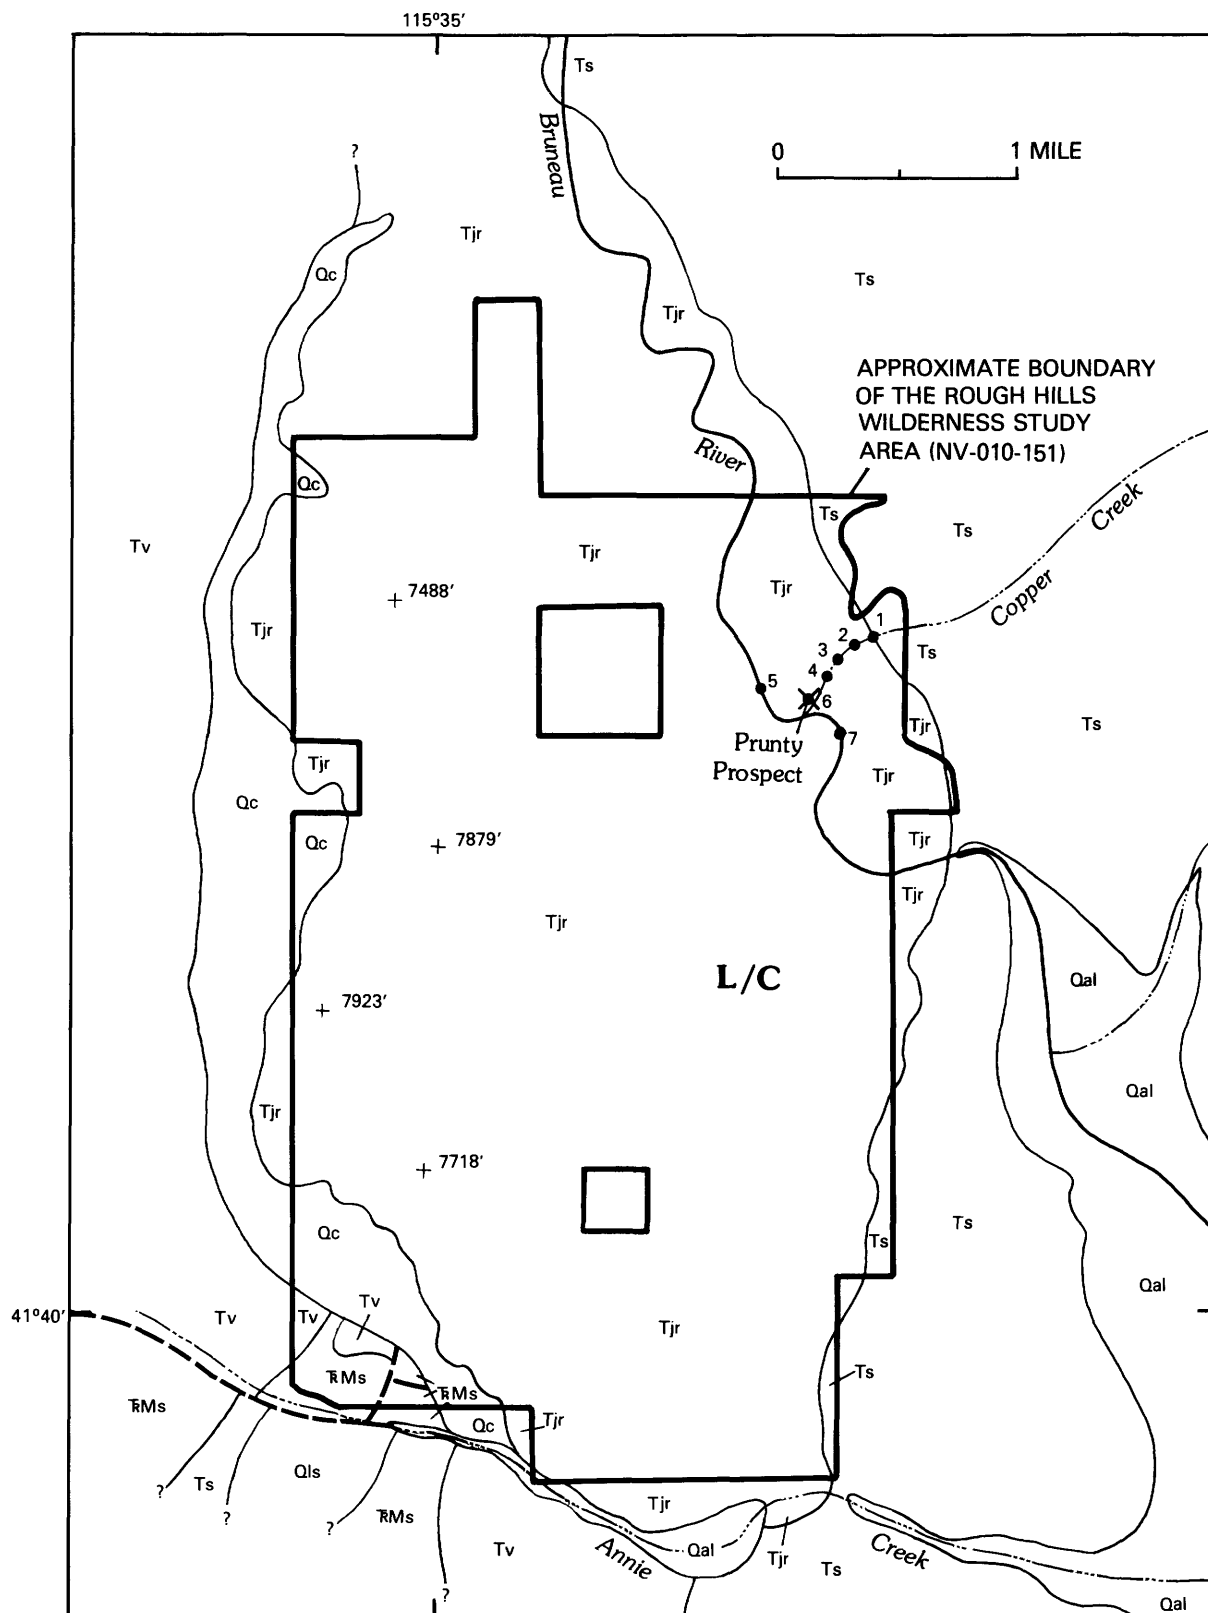 115°35'
Ts
Bruneau
0 1 MILE
?
Tjr
Qc
Ts
Tjr
APPROXIMATE BOUNDARY
OF THE ROUGH HILLS
WILDERNESS STUDY
AREA (NV-010-151)
River
Qc
Ts
Ts
Creek
Tv
Tjr
Tjr
7488'
Copper
1
2
Tjr
3
Ts
4
5
6
Tjr
Ts
7
Prunty
Prospect
Tjr
Tjr
Qc
Qc
7879'
Tjr
Tjr
Tjr
L/C
Qal
7923'
Qal
Tjr
7718'
Ts
Qc
Ts
Qal
Tv
41°40'
Tv
Tv
Tjr
Ts
TRMs
TRMs
TRMs
Qc
Tjr
Qls
Ts
?
?
?
TRMs
Tjr
Annie
Qal
Tjr
Creek
Tv
Ts
?
Qal